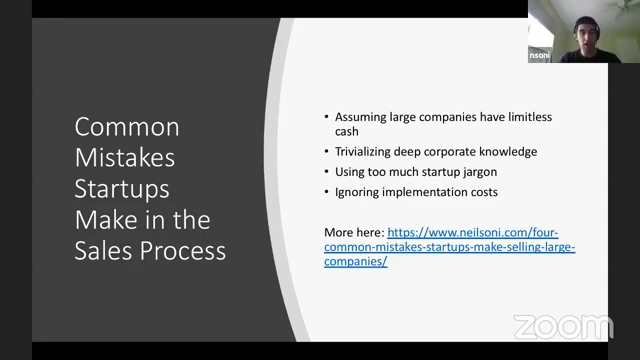 nsoni
Common
Mistakes
Startups
Make in the
Sales Process
• Assuming large companies have limitless
cash
• Trivializing deep corporate knowledge
• Using too much startup jargon
• Ignoring implementation costs
More here: https://www.neilsoni.com/four-
common-mistakes-startups-make-selling-large-
companies/
zoom